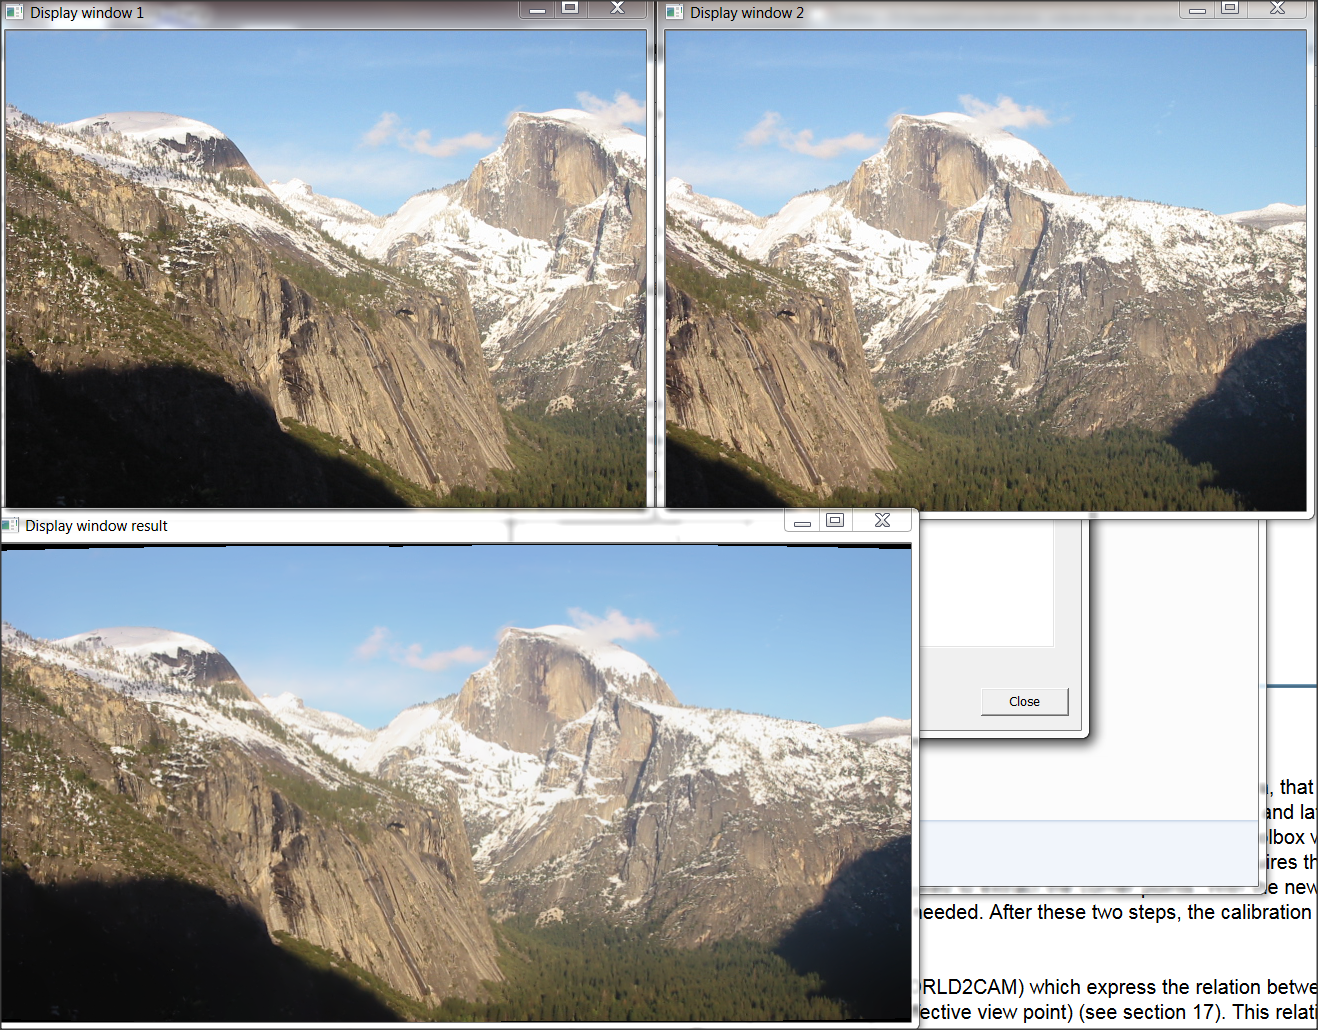 Display window 1
Display window 2
Display window result
Close
, that
and la
lbox
ires th
e new
needed. After these two steps, the calibration
RLD2CAM) which express the relation betwe
ective view point) (see section 17). This relati